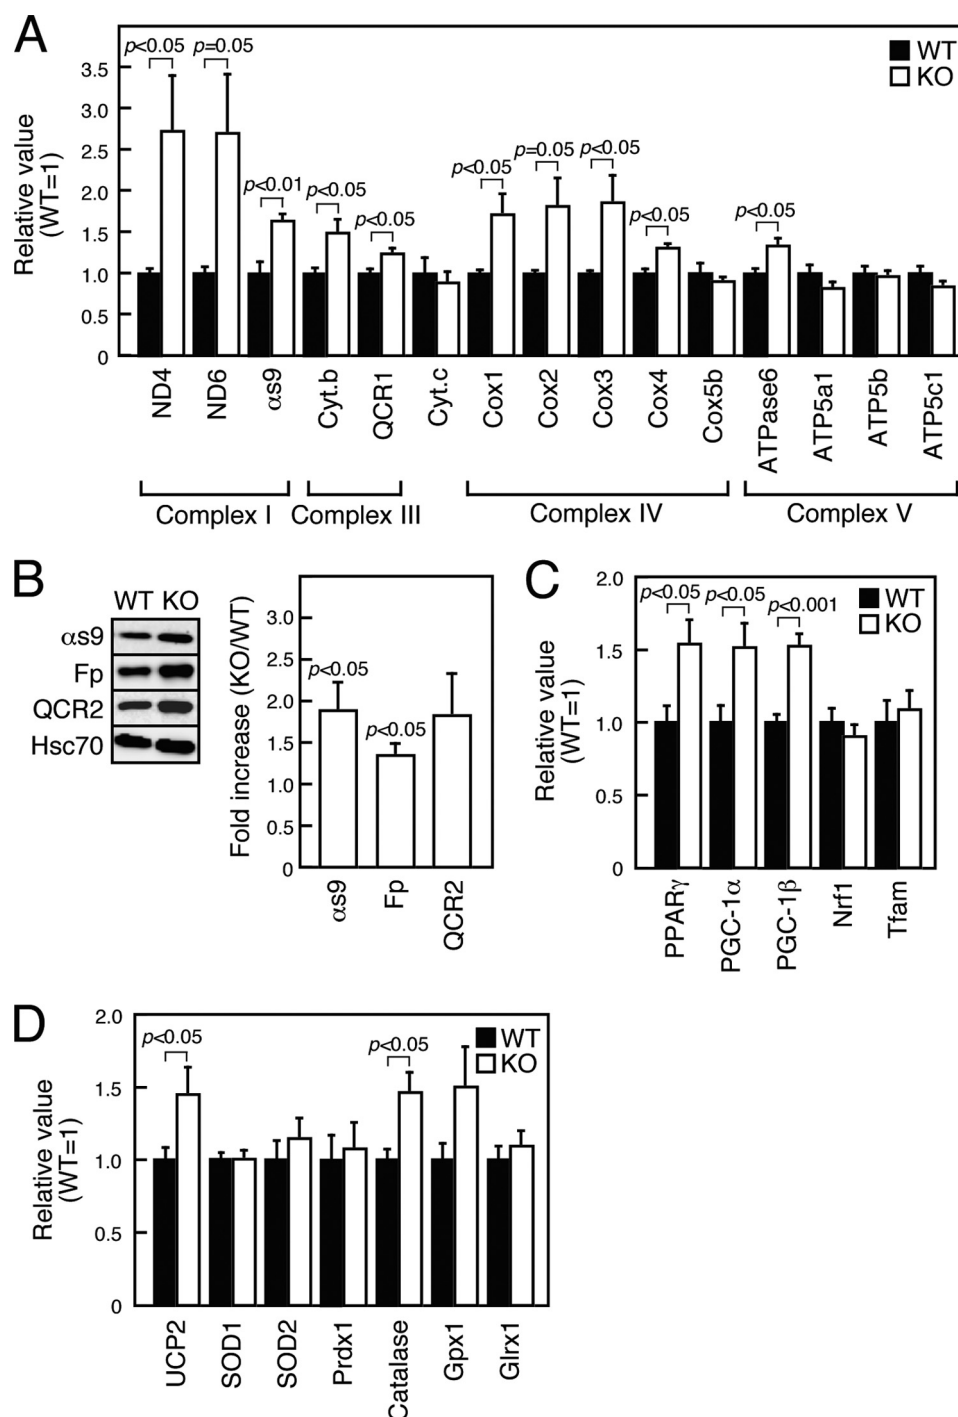 A
WT
KO
p<0.05
p=0.05
p<0.01
p<0.05
p<0.05
p<0.05
p=0.05
p<0.05
p<0.05
p<0.05
Relative value
(WT=1)
3.5
3.0
2.5
2.0
1.5
1.0
0.5
0
ND4
ND6
αs9
Cyt.b
QCR1
Cyt.c
Cox1
Cox2
Cox3
Cox4
Cox5b
ATPase6
ATP5a1
ATP5b
ATP5c1
Complex I
Complex III
Complex IV
Complex V
B
WT KO
αs9
Fp
QCR2
Hsc70
Fold increase (KO/WT)
3.0
2.5
2.0
1.5
1.0
0.5
0
p<0.05
p<0.05
αs9
Fp
QCR2
C
WT
KO
p<0.05
p<0.05
p<0.001
Relative value
(WT=1)
2.0
1.5
1.0
0.5
0
PPARγ
PGC-1α
PGC-1β
Nrf1
Tfam
D
WT
KO
p<0.05
p<0.05
Relative value
(WT=1)
2.0
1.5
1.0
0.5
0
UCP2
SOD1
SOD2
Prdx1
Catalase
Gpx1
Glrx1